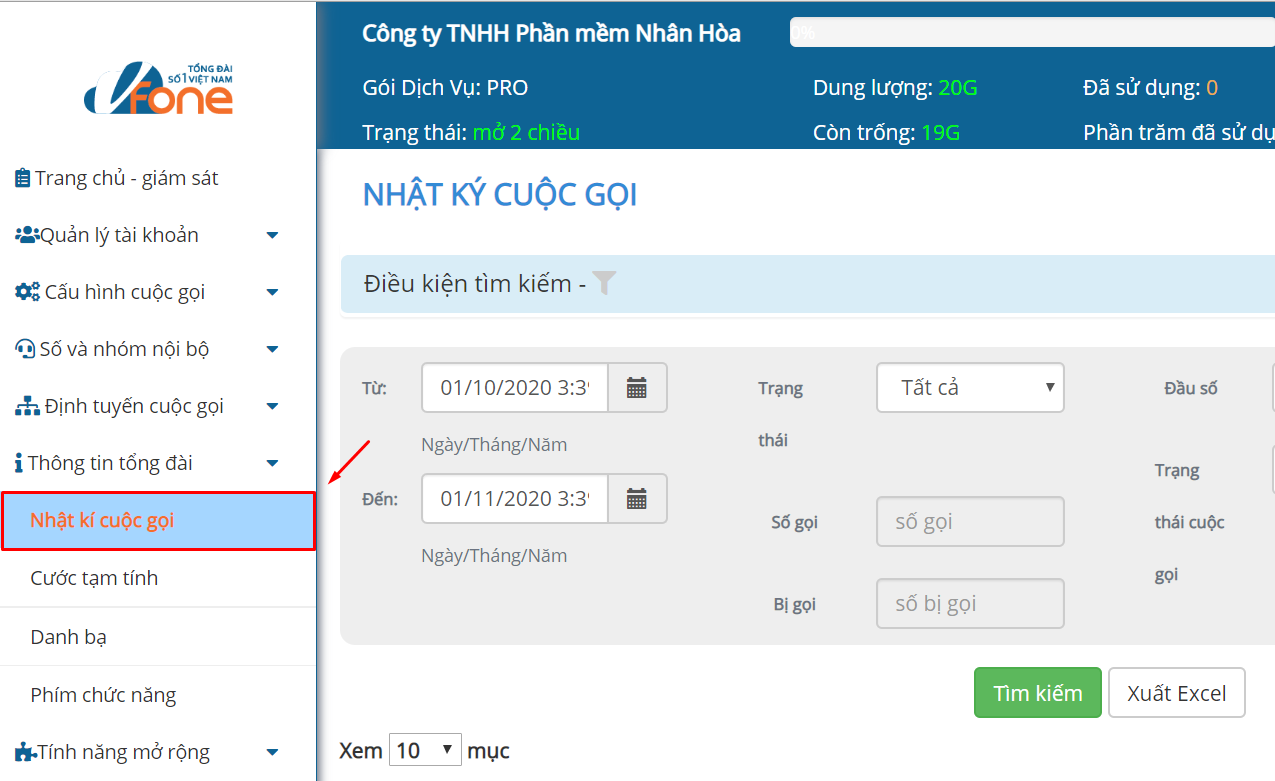 TỔNG ĐÀI
SỐ 1 VIỆT NAM
Vfone
Trang chủ - giám sát
Quản lý tài khoản
Cấu hình cuộc gọi
Số và nhóm nội bộ
Định tuyến cuộc gọi
Thông tin tổng đài
Nhật kí cuộc gọi
Cước tạm tính
Danh bạ
Phím chức năng
Tính năng mở rộng
Công ty TNHH Phần mềm Nhân Hòa
0%
Gói Dịch Vụ: PRO
Dung lượng: 20G
Đã sử dụng: 0
Trạng thái: mở 2 chiều
Còn trống: 19G
Phần trăm đã sử dụ
NHẬT KÝ CUỘC GỌI
Điều kiện tìm kiếm -
Từ:
01/10/2020 3:39
Ngày/Tháng/Năm
Đến:
01/11/2020 3:39
Ngày/Tháng/Năm
Trạng
thái
Tất cả
Số gọi
số gọi
Bị gọi
số bị gọi
Đầu số
Trạng
thái cuộc
gọi
Tìm kiếm
Xuất Excel
Xem 10 mục